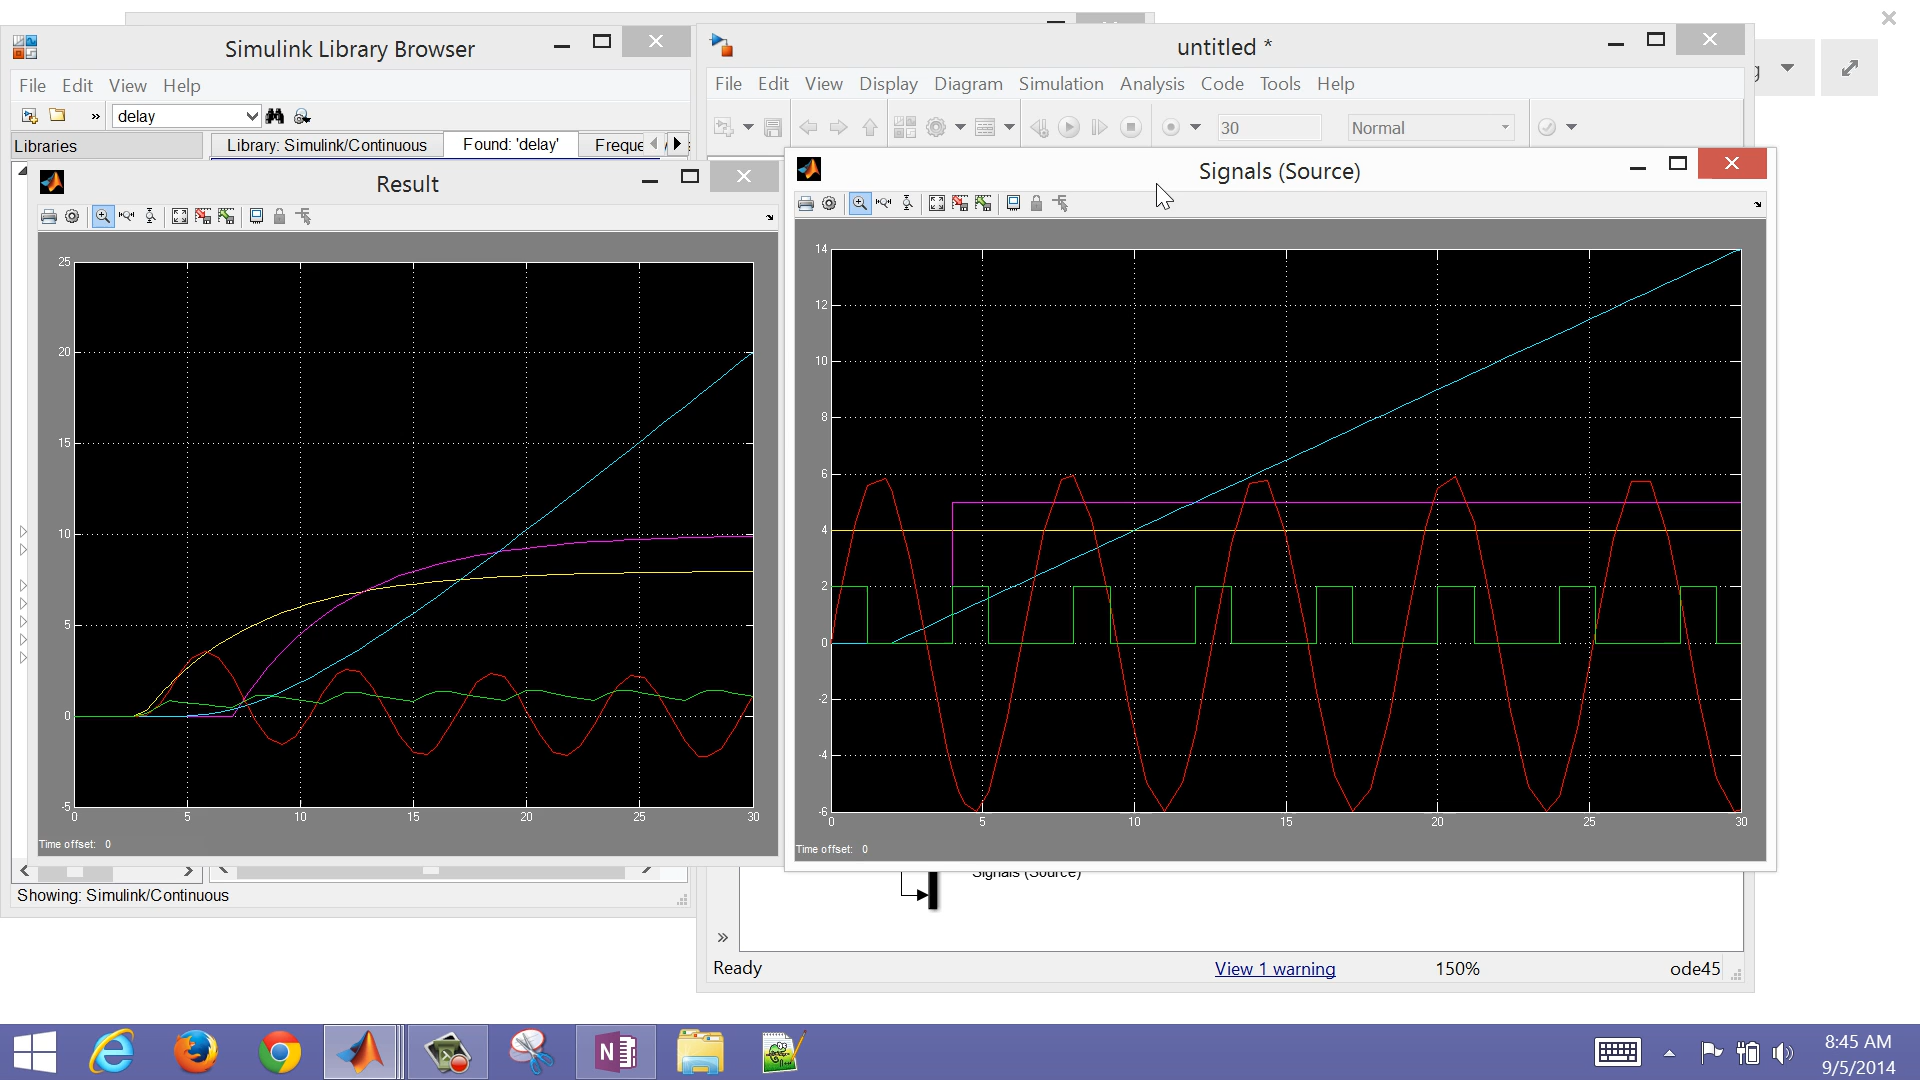 Simulink Library Browser
File Edit View Help
» delay
Libraries
Library: Simulink/Continuous Found: 'delay' Freque
Result
25
20
15
10
5
0
-5
0 5 10 15 20 25 30
Time offset: 0
Showing: Simulink/Continuous
untitled *
File Edit View Display Diagram Simulation Analysis Code Tools Help
30 Normal
Signals (Source)
14
12
10
8
6
4
2
0
-2
-4
-6
0 5 10 15 20 25 30
Time offset: 0
Signals (Source)
»
Ready View 1 warning 150% ode45
N
8:45 AM
9/5/2014